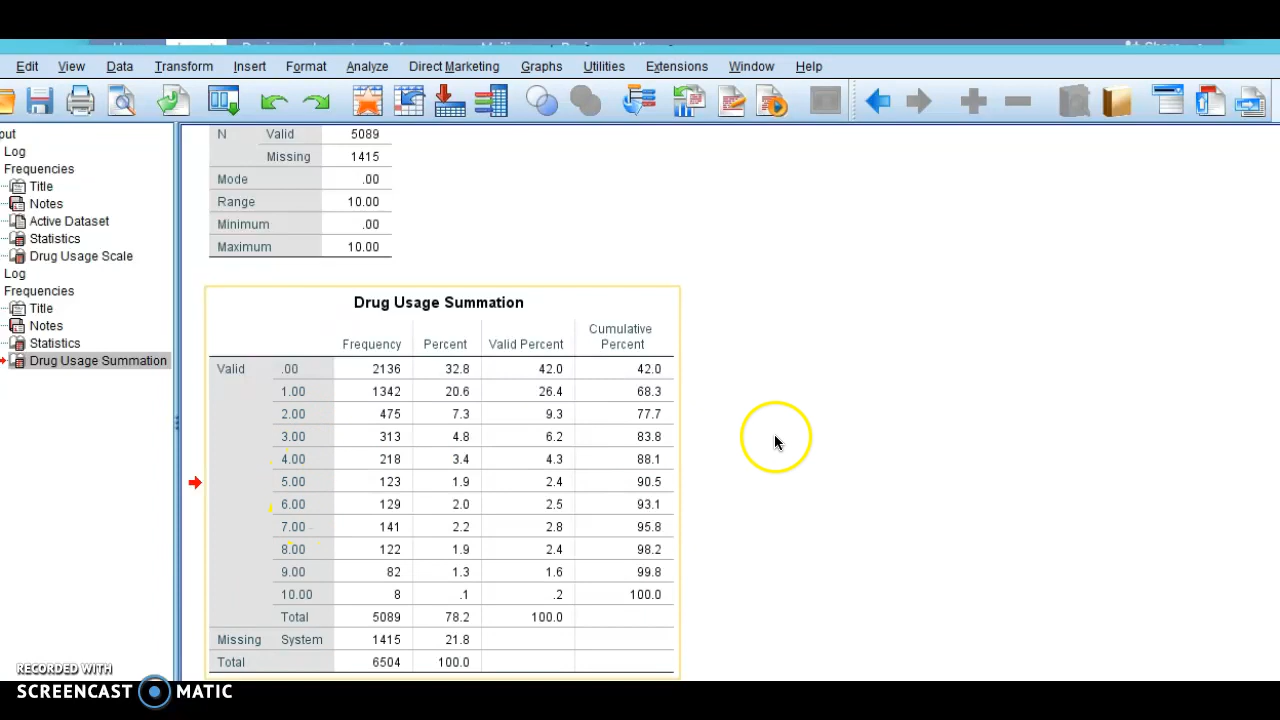 Edit View Data Transform Insert Format Analyze Direct Marketing Graphs Utilities Extensions Window Help
put
Log
Frequencies
Title
Notes
Active Dataset
Statistics
Drug Usage Scale
Log
Frequencies
Title
Notes
Statistics
Drug Usage Summation
N Valid 5089
Missing 1415
Mode .00
Range 10.00
Minimum .00
Maximum 10.00
Drug Usage Summation
Frequency Percent Valid Percent Cumulative Percent
Valid .00 2136 32.8 42.0 42.0
1.00 1342 20.6 26.4 68.3
2.00 475 7.3 9.3 77.7
3.00 313 4.8 6.2 83.8
4.00 218 3.4 4.3 88.1
5.00 123 1.9 2.4 90.5
6.00 129 2.0 2.5 93.1
7.00 141 2.2 2.8 95.8
8.00 122 1.9 2.4 98.2
9.00 82 1.3 1.6 99.8
10.00 8 .1 .2 100.0
Total 5089 78.2 100.0
Missing System 1415 21.8
Total 6504 100.0
RECORDED WITH
SCREENCAST MATIC